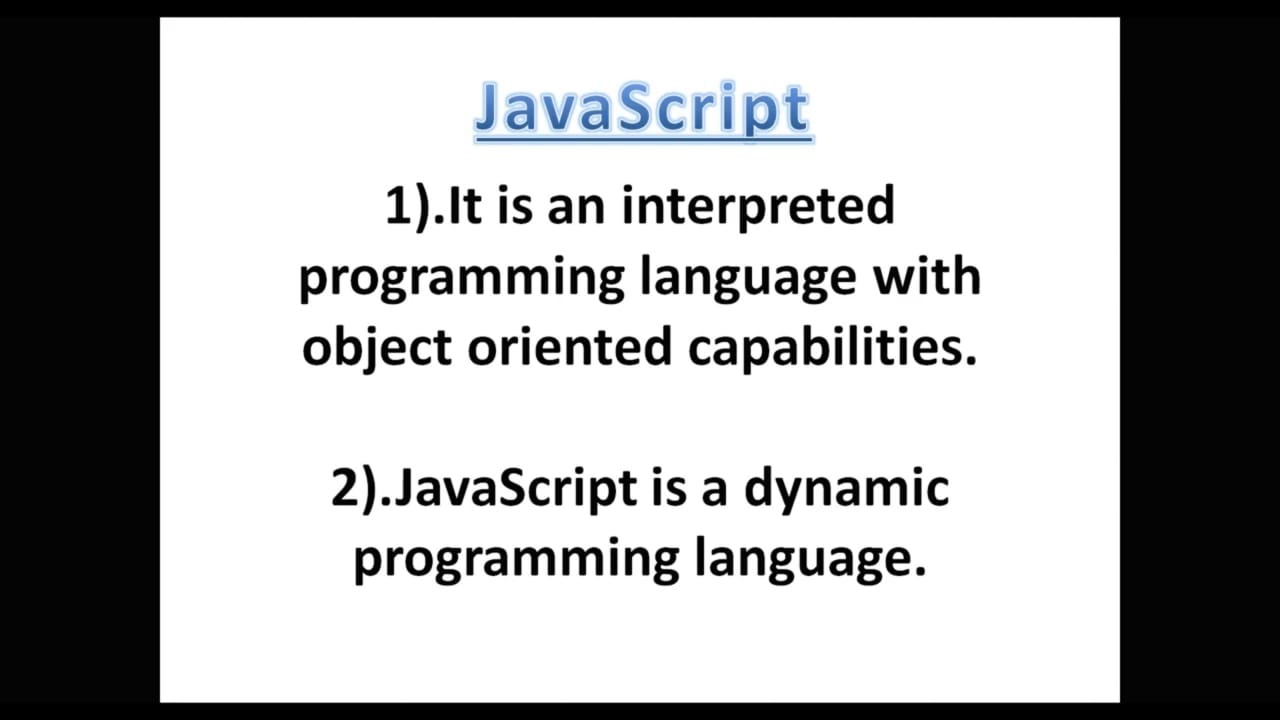 JavaScript
1).It is an interpreted
programming language with
object oriented capabilities.
2).JavaScript is a dynamic
programming language.